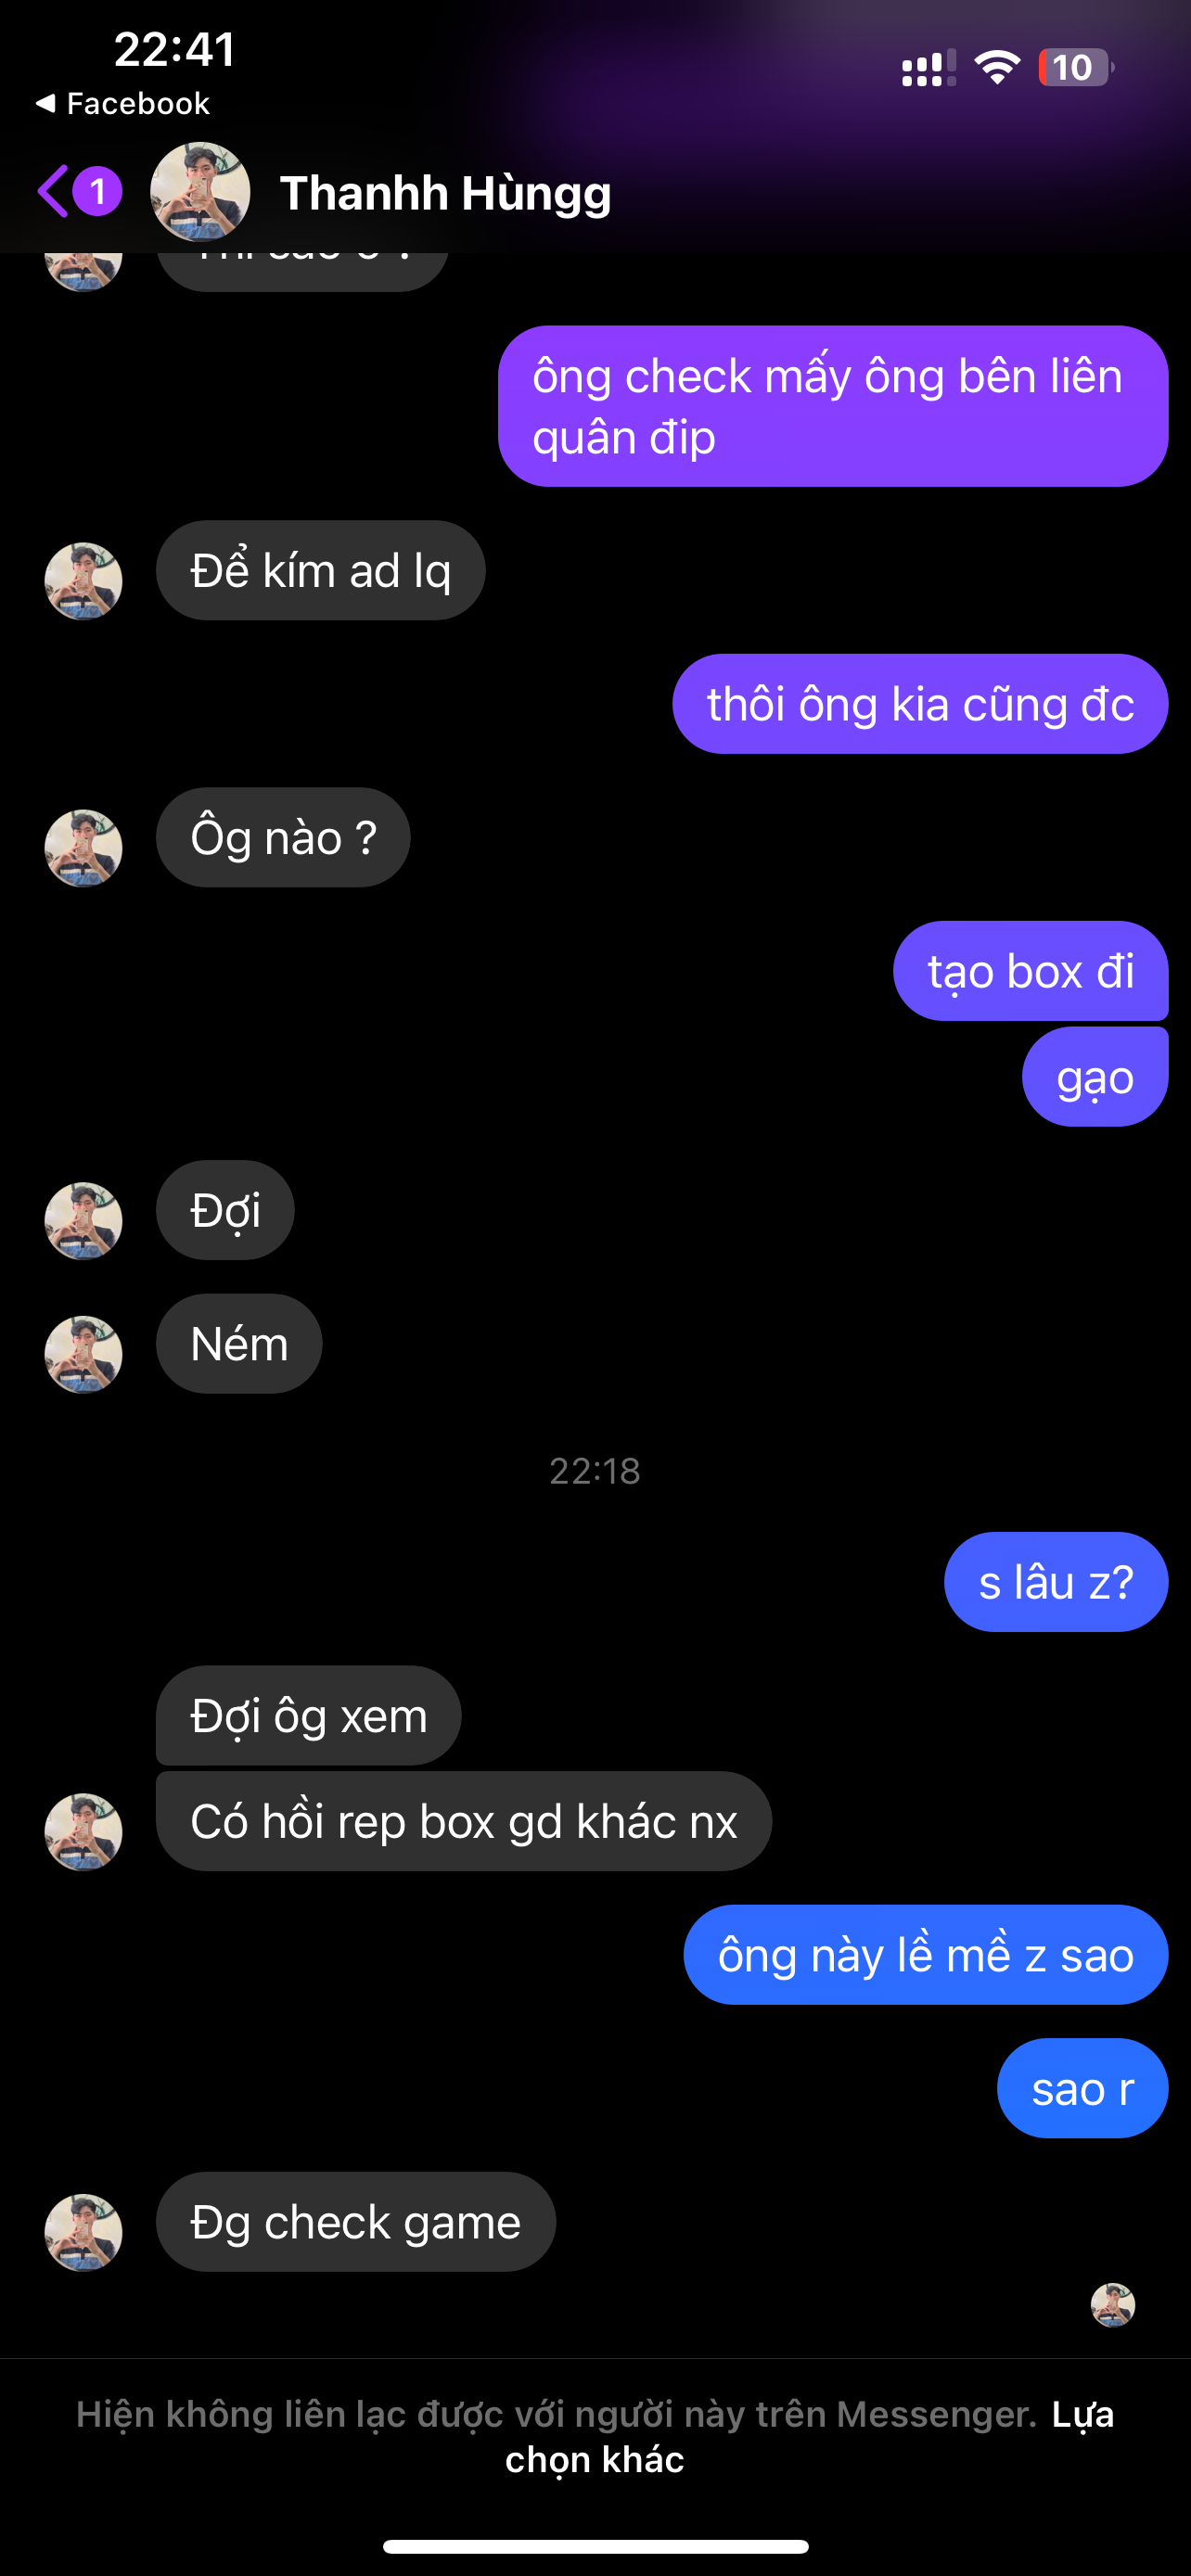 22:41
10
Facebook
1
Thanhh Hùngg
ông check mấy ông bên liên
quân đip
Để kím ad lq
thôi ông kia cũng đc
Ôg nào ?
tạo box đi
gạo
Đợi
Ném
22:18
s lâu z?
Đợi ôg xem
Có hồi rep box gd khác nx
ông này lề mề z sao
sao r
Đg check game
Hiện không liên lạc được với người này trên Messenger. Lựa
chọn khác